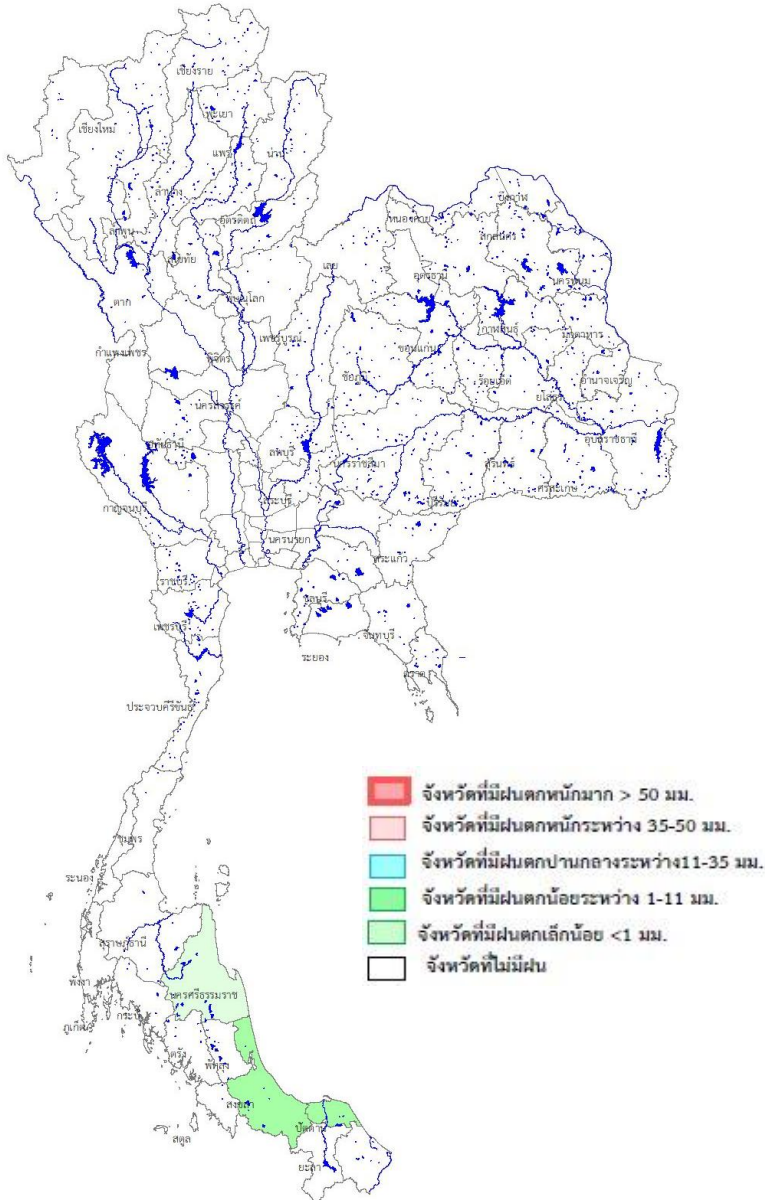 เชียงราย
พะเยา
เชียงใหม่
แพร่
น่าน
ลำปาง
บึงกาฬ
หนองคาย
อุตรดิตถ์
ลำพูน
สกลนคร
สุโขทัย
เลย
อุดรธานี
นครพนม
ตาก
พิษณุโลก
กาฬสินธุ์
มุกดาหาร
เพชรบูรณ์
ขอนแก่น
กำแพงเพชร
พิจิตร
ชัยภูมิ
ร้อยเอ็ด
อำนาจเจริญ
ยโสธร
นครสวรรค์
อุบลราชธานี
อุทัยธานี
ลพบุรี
นครราชสีมา
สุรินทร์
ศรีสะเกษ
สระบุรี
บุรีรัมย์
กาญจนบุรี
นครนายก
สระแก้ว
ราชบุรี
ชลบุรี
เพชรบุรี
จันทบุรี
ระยอง
ตราด
ประจวบคีรีขันธ์
จังหวัดที่มีฝนตกหนักมาก > 50 มม.
จังหวัดที่มีฝนตกหนักระหว่าง 35-50 มม.
จังหวัดที่มีฝนตกปานกลางระหว่าง11-35 มม.
จังหวัดที่มีฝนตกน้อยระหว่าง 1-11 มม.
จังหวัดที่มีฝนตกเล็กน้อย <1 มม.
จังหวัดที่ไม่มีฝน
ชุมพร
ระนอง
สุราษฎร์ธานี
พังงา
นครศรีธรรมราช
กระบี่
ภูเก็ต
ตรัง
พัทลุง
สงขลา
ปัตตานี
สตูล
ยะลา